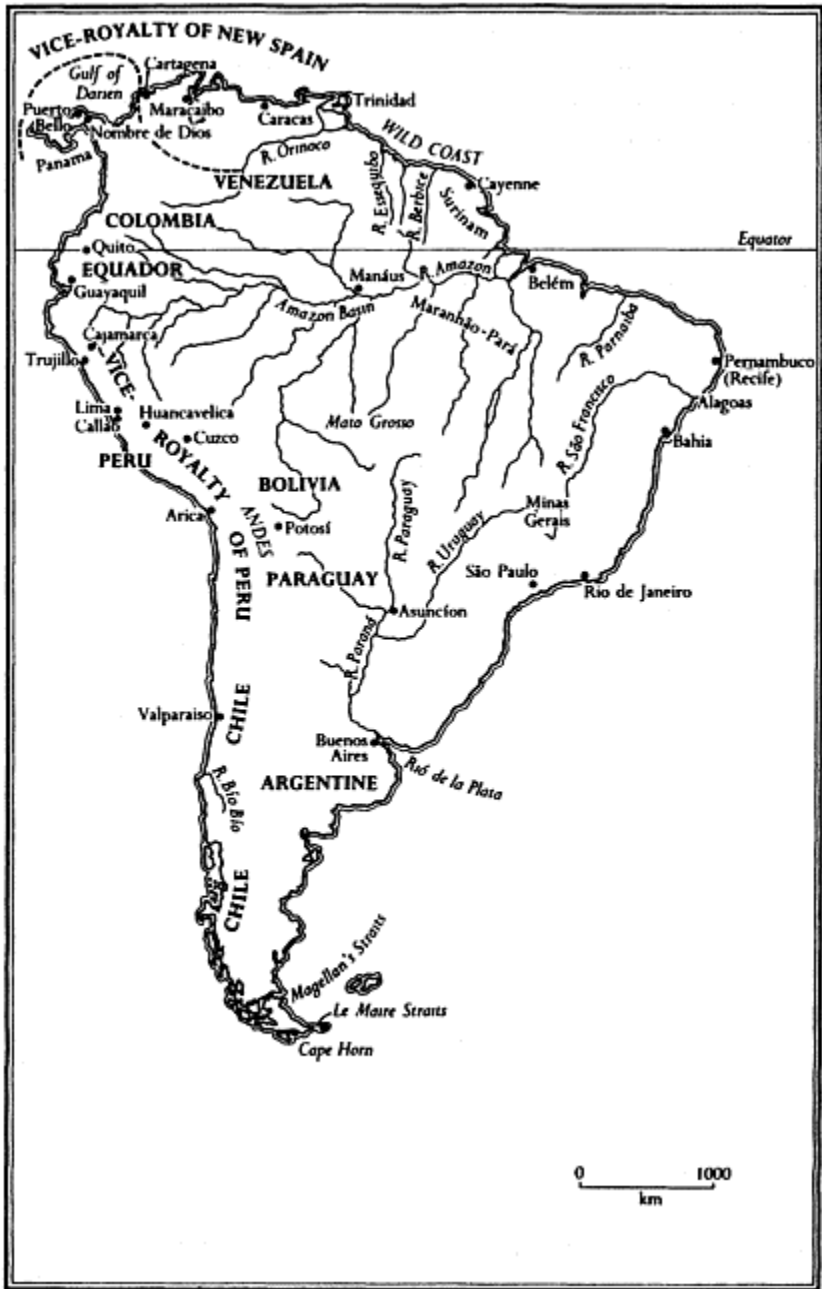 VICE-ROYALTY OF NEW SPAIN
Gulf of
Darien
Cartagena
Maracaibo
Caracas
Trinidad
Puerto
Bello
Nombre de Dios
Panama
WILD COAST
R. Orinoco
VENEZUELA
R. Essequibo
R. Berbice
Surinam
Cayenne
COLOMBIA
Equator
Quito
EQUADOR
Guayaquil
Manáus
R. Amazon
Belém
Amazon Basin
Maranhão-Pará
R. Parnaiba
Cajamarca
Trujillo
Pernambuco
(Recife)
VICE-
ROYALTY
OF PERU
Lima
Callao
Huancavelica
Cuzco
Mato Grosso
R. São Francisco
Alagoas
Bahia
PERU
BOLIVIA
Arica
ANDES
Potosí
R. Paraguay
R. Uruguay
Minas
Gerais
PARAGUAY
São Paulo
Rio de Janeiro
Asuncíon
R. Paraná
Valparaiso
CHILE
Buenos
Aires
Rió de la Plata
ARGENTINE
R. Bío Bío
CHILE
Magellan's Straits
Le Maire Straits
Cape Horn
0 1000
km